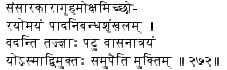 संसारकारागृहमोक्षमिच्छो-
रयोमयं पादनिबन्धशृंखलम् ।
वदन्ति तज्ज्ञाः पटु वासनात्रयं
योऽस्माद्विमुक्तः समुपैति मुक्तिम् ॥ २७२॥